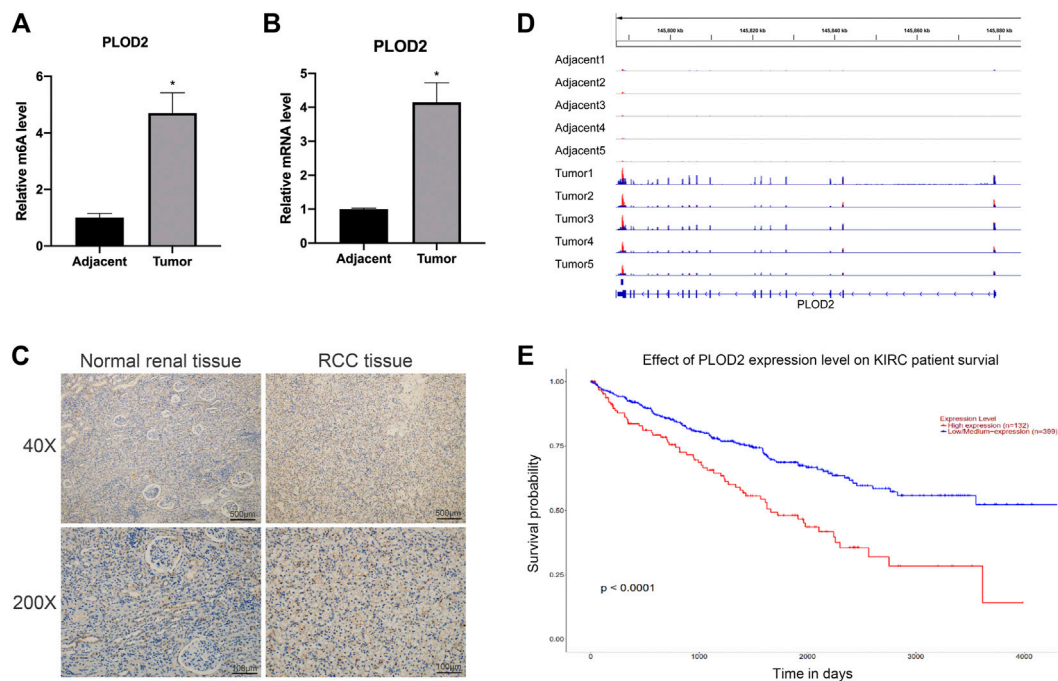 A
PLOD2
Relative m6A level
8
6
4
2
0
*
Adjacent
Tumor
B
PLOD2
Relative mRNA level
5
4
3
2
1
0
*
Adjacent
Tumor
C
Normal renal tissue
RCC tissue
40X
500μm
500μm
200X
100μm
100μm
D
145,800 kb
145,820 kb
145,840 kb
145,860 kb
145,880 kb
Adjacent1
Adjacent2
Adjacent3
Adjacent4
Adjacent5
Tumor1
Tumor2
Tumor3
Tumor4
Tumor5
PLOD2
E
Effect of PLOD2 expression level on KIRC patient survial
Survival probability
1.00
0.75
0.50
0.25
0.00
Expression Level
High expression (n=132)
Low/Medium-expression (n=399)
p < 0.0001
0
1000
2000
3000
4000
Time in days